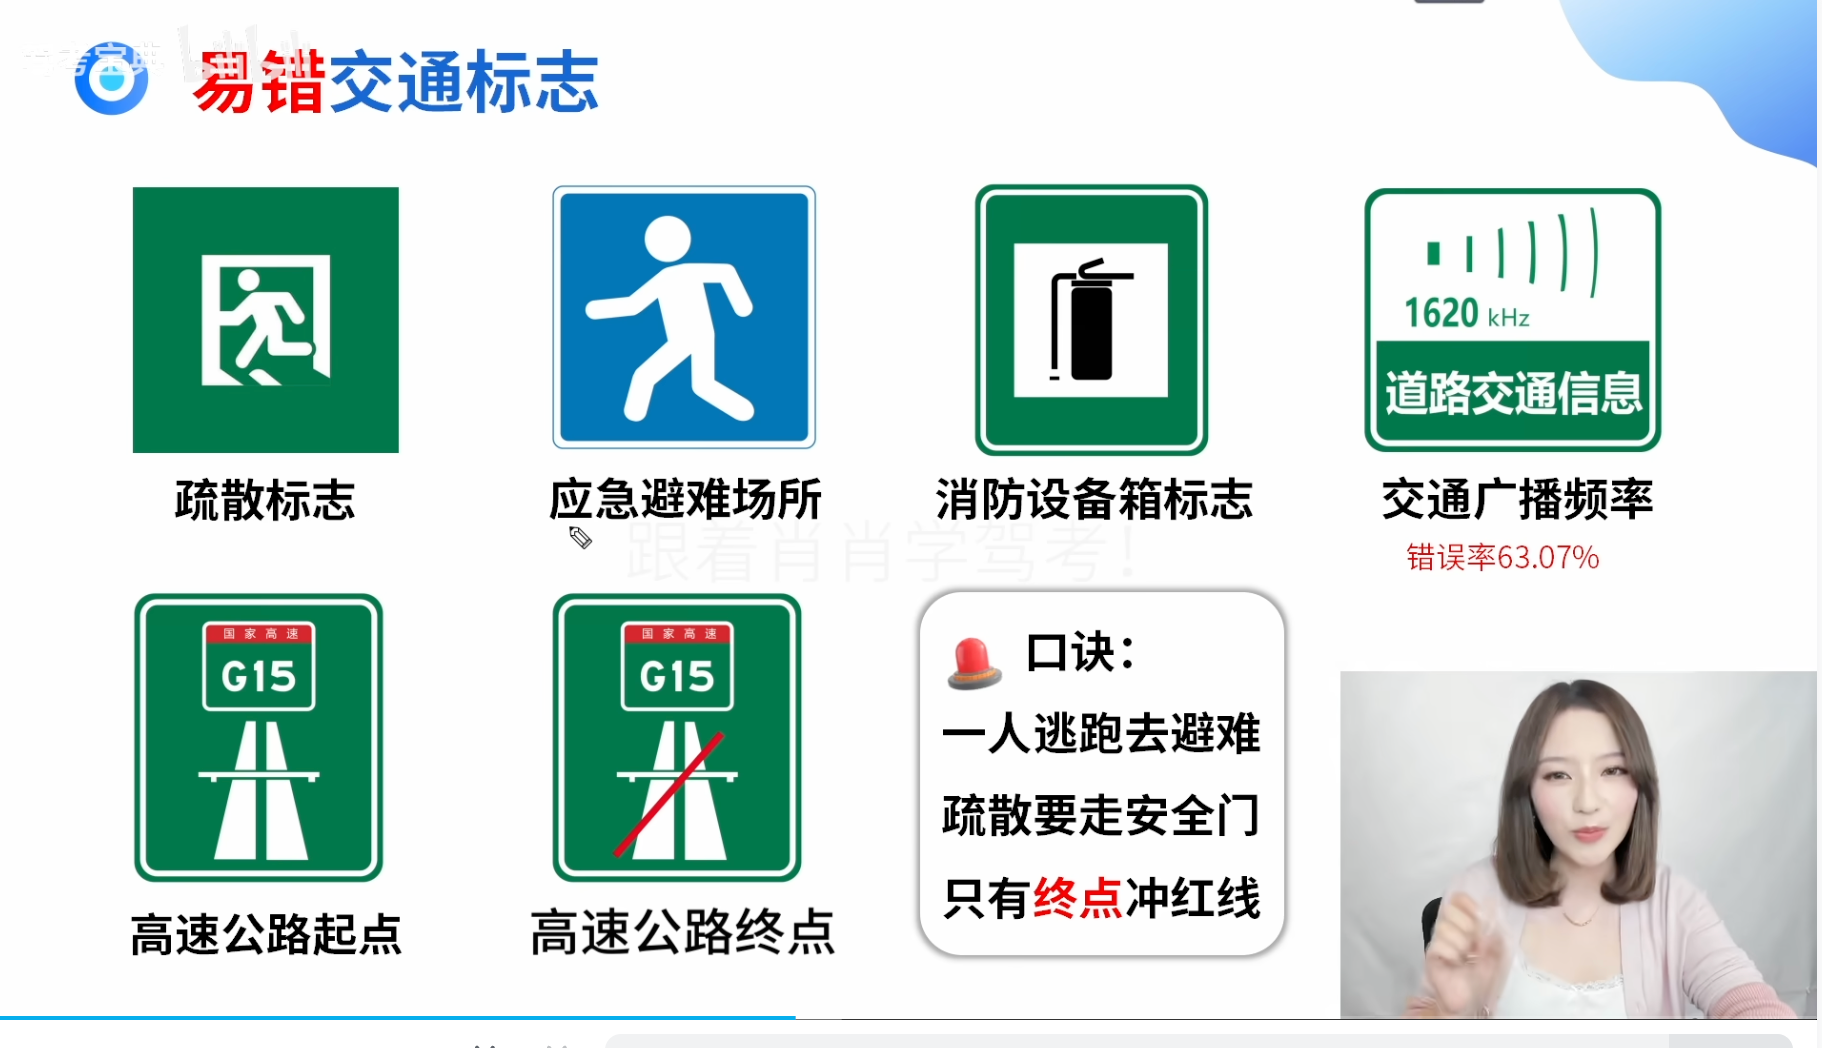 易错交通标志
1620 kHz
道路交通信息
疏散标志
应急避难场所
消防设备箱标志
交通广播频率
错误率63.07%
跟着肖肖学驾考！
国家高速
G15
国家高速
G15
口诀：
一人逃跑去避难
疏散要走安全门
只有终点冲红线
高速公路起点
高速公路终点